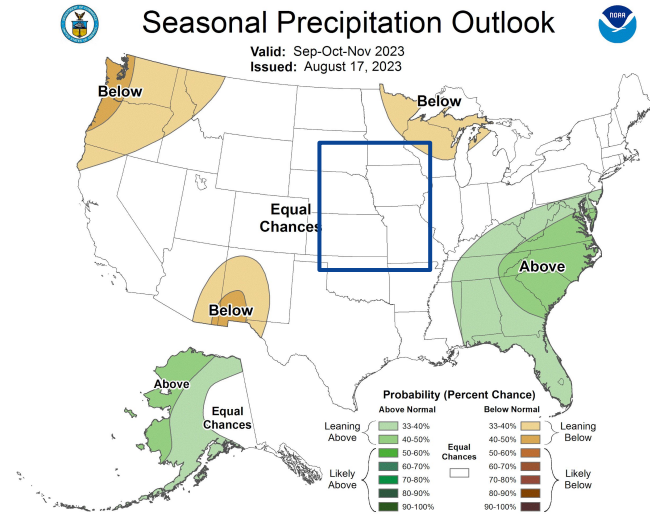 Seasonal Precipitation Outlook
NOAA
Valid: Sep-Oct-Nov 2023
Issued: August 17, 2023
Below
Below
Equal
Chances
Above
Below
Above
Equal
Chances
Probability (Percent Chance)
Above Normal
Below Normal
Leaning
Above
33-40%
40-50%
Likely
Above
50-60%
60-70%
70-80%
80-90%
90-100%
Equal
Chances
33-40%
40-50%
Leaning
Below
50-60%
60-70%
70-80%
80-90%
90-100%
Likely
Below